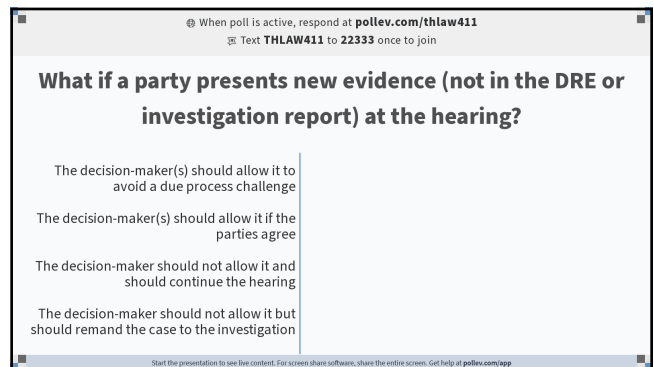 When poll is active, respond at pollev.com/thlaw411
Text THLAW411 to 22333 once to join
What if a party presents new evidence (not in the DRE or
investigation report) at the hearing?
The decision-maker(s) should allow it to
avoid a due process challenge
The decision-maker(s) should allow it if the
parties agree
The decision-maker should not allow it and
should continue the hearing
The decision-maker should not allow it but
should remand the case to the investigation
Start the presentation to see live content. For screen share software, share the entire screen. Get help at pollev.com/app